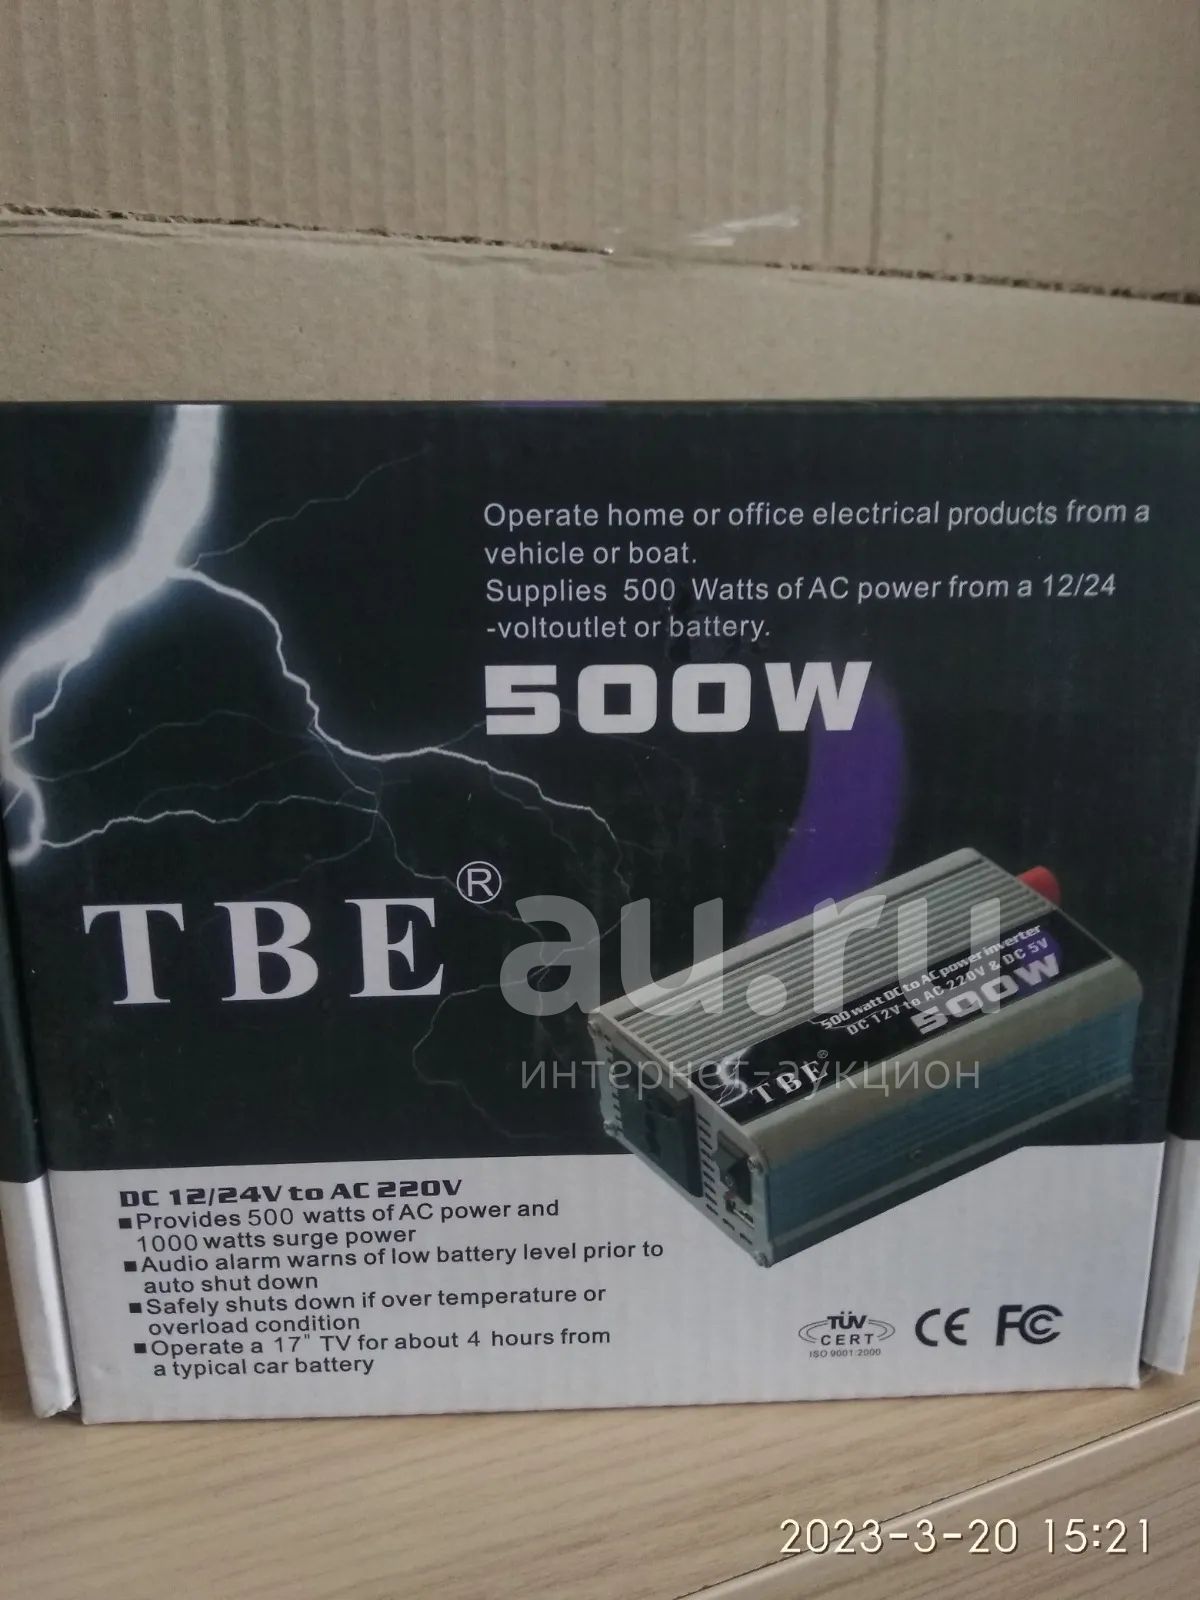 Operate home or office electrical products from a
vehicle or boat.
Supplies 500 Watts of AC power from a 12/24
-voltoutlet or battery.
500W
TBE®
au.ru
интернет-аукцион
500 watt DC to AC power inverter
DC 12V to AC 220V & DC 5V
500W
TBE®
DC 12/24V to AC 220V
■Provides 500 watts of AC power and
1000 watts surge power
■Audio alarm warns of low battery level prior to
auto shut down
■Safely shuts down if over temperature or
overload condition
■Operate a 17" TV for about 4 hours from
a typical car battery
TÜV
CERT
ISO 9001:2000
CE FC
2023-3-20 15:21